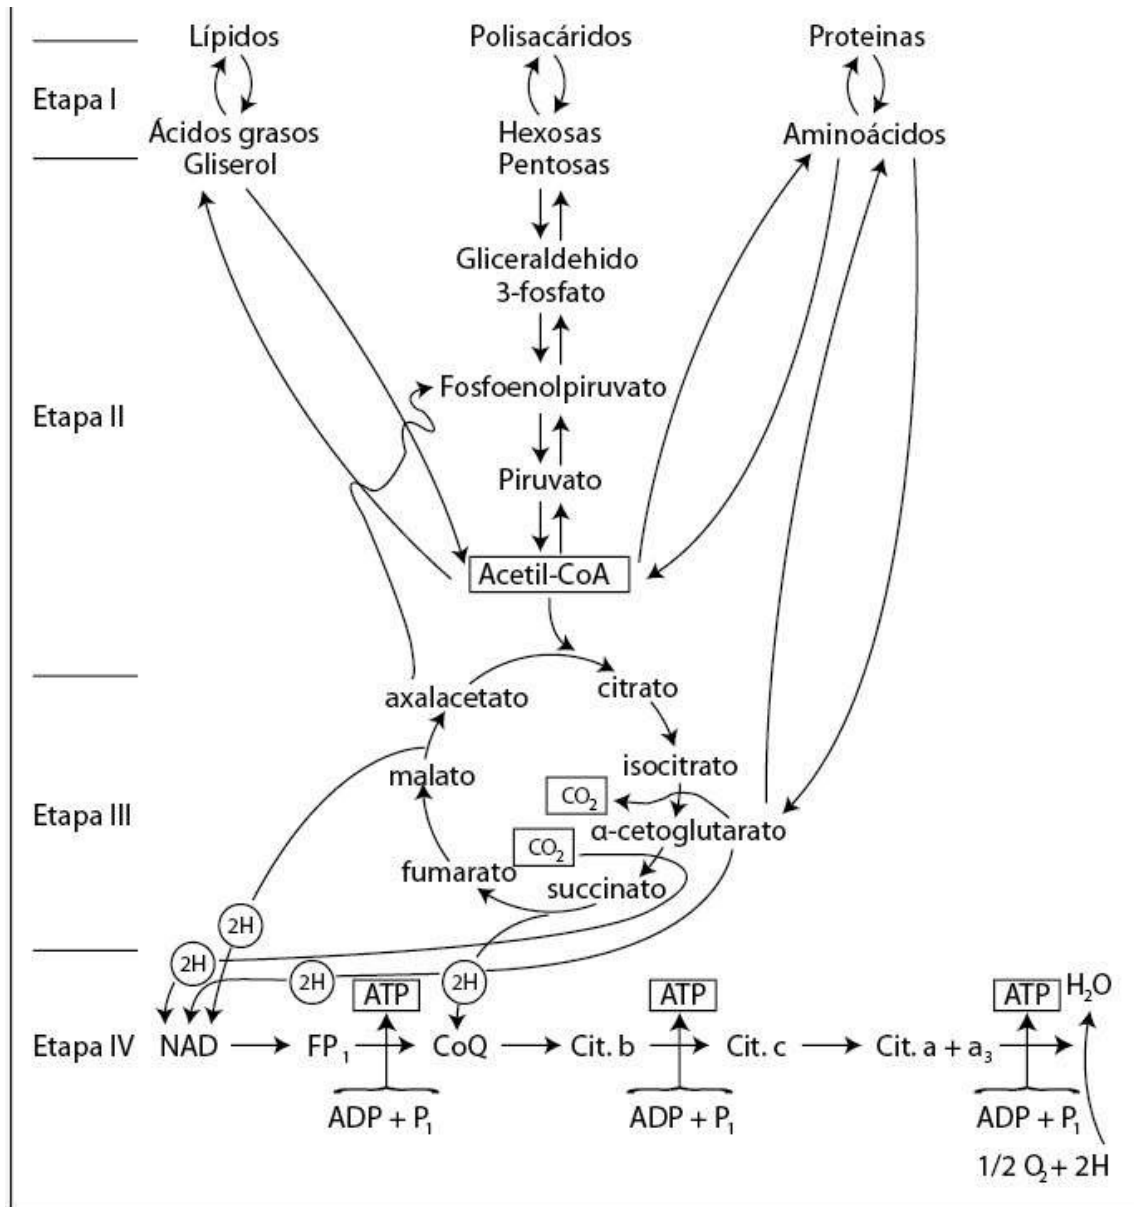 Lípidos
Polisacáridos
Proteinas
Etapa I
Ácidos grasos
Gliserol
Hexosas
Pentosas
Aminoácidos
Gliceraldehido
3-fosfato
Etapa II
Fosfoenolpiruvato
Piruvato
Acetil-CoA
axalacetato
citrato
malato
isocitrato
CO₂
Etapa III
α-cetoglutarato
CO₂
fumarato
succinato
2H
2H
2H
2H
ATP
ATP
ATP
H₂O
Etapa IV
NAD
FP₁
CoQ
Cit. b
Cit. c
Cit. a + a₃
ADP + P₁
ADP + P₁
ADP + P₁
1/2 O₂ + 2H